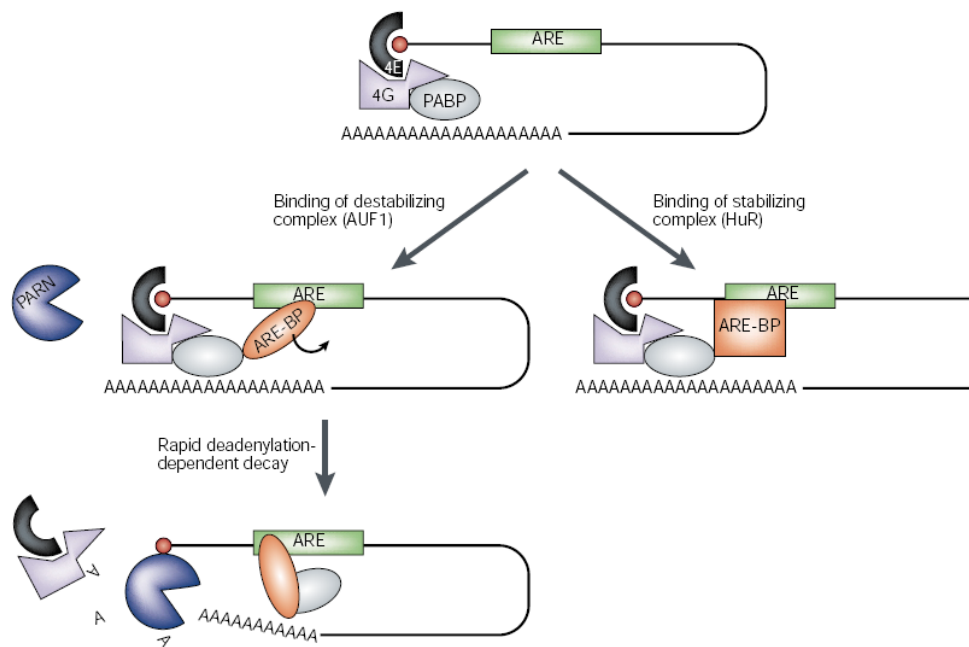 ARE
4E
4G
PABP
AAAAAAAAAAAAAAAAAAAA
Binding of destabilizing
complex (AUF1)
Binding of stabilizing
complex (HuR)
PARN
ARE
ARE-BP
AAAAAAAAAAAAAAAAAAAA
ARE
ARE-BP
AAAAAAAAAAAAAAAAAAAA
Rapid deadenylation-
dependent decay
ARE
A
A
A
AAAAAAAAAAA